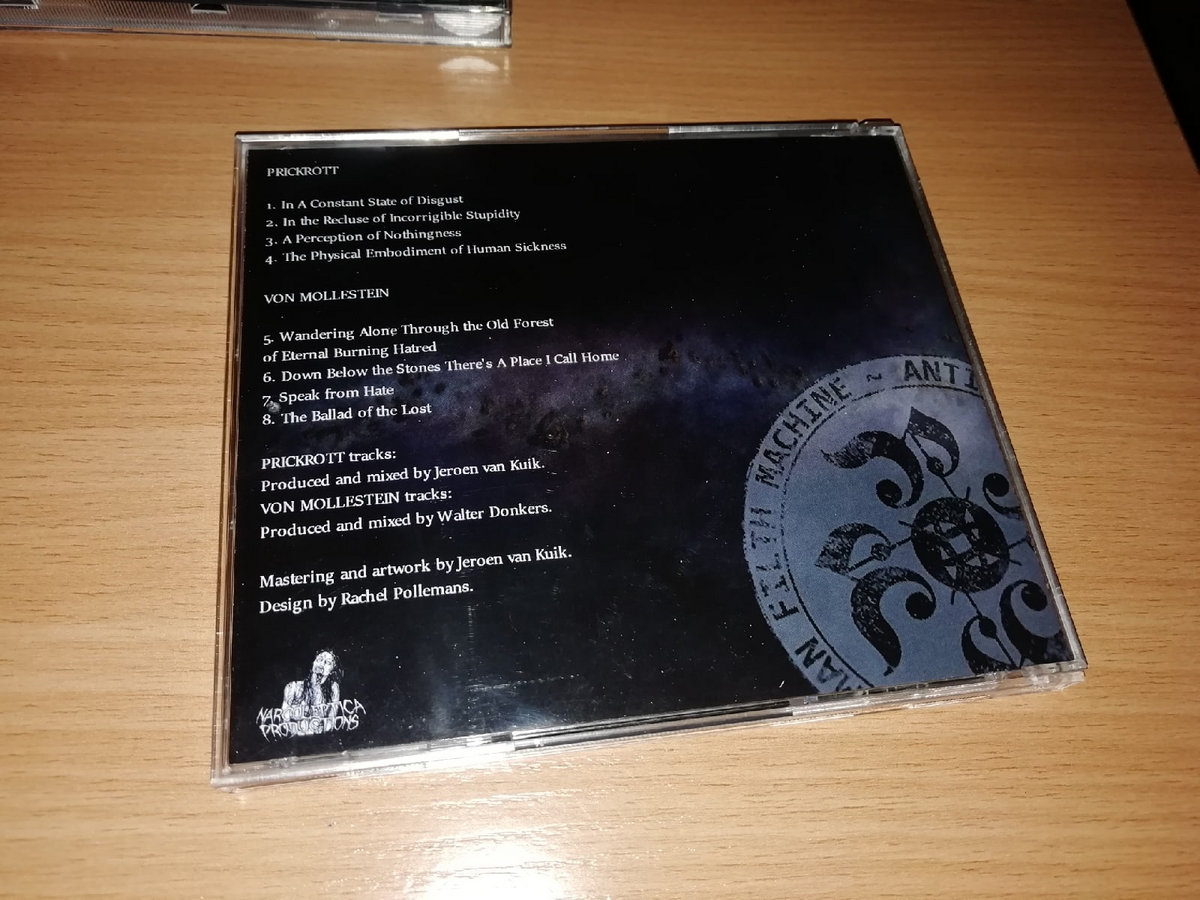 PRICKROTT
1. In A Constant State of Disgust
2. In the Recluse of Incorrigible Stupidity
3. A Perception of Nothingness
4. The Physical Embodiment of Human Sickness
VON MOLLESTEIN
5. Wandering Alone Through the Old Forest
of Eternal Burning Hatred
6. Down Below the Stones There's A Place I Call Home
7. Speak from Hate
8. The Ballad of the Lost
PRICKROTT tracks:
Produced and mixed by Jeroen van Kuik.
VON MOLLESTEIN tracks:
Produced and mixed by Walter Donkers.
Mastering and artwork by Jeroen van Kuik.
Design by Rachel Pollemans.
NARCOLEPTICA
PRODUCTIONS
MAN FILTH MACHINE ~ ANTI